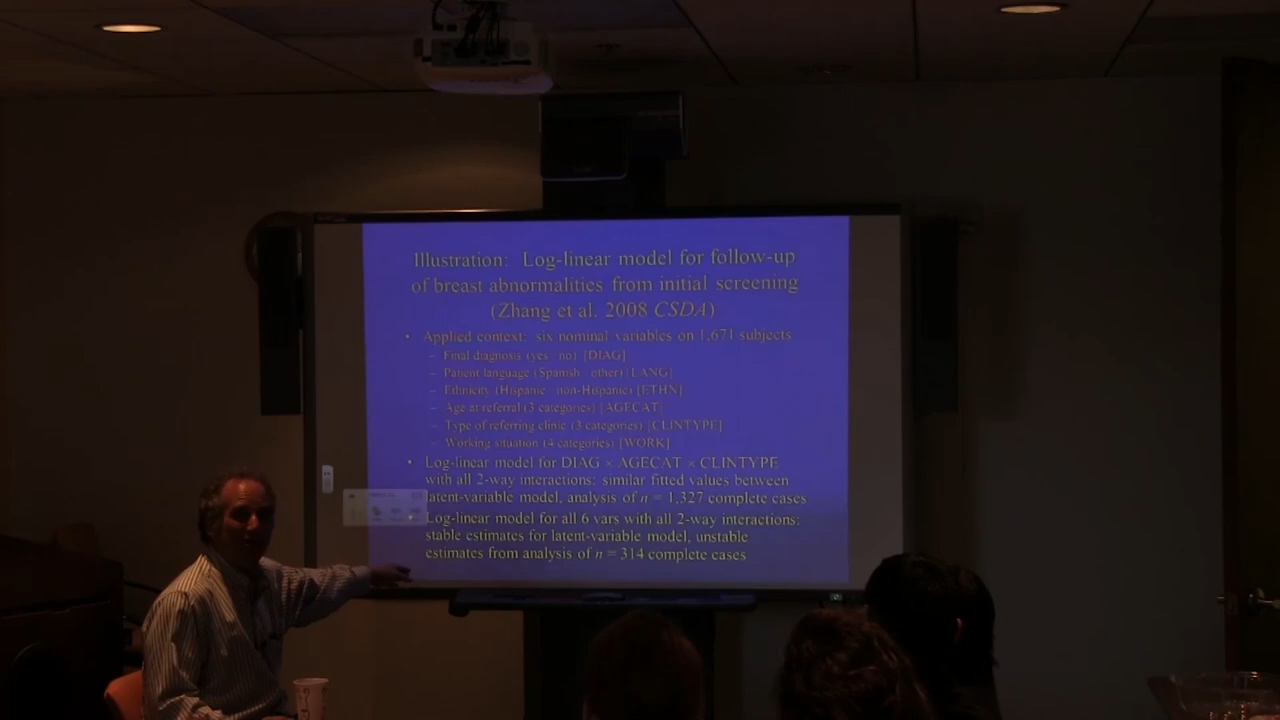 Illustration: Log-linear model for follow-up
of breast abnormalities from initial screening
(Zhang et al. 2008 CSDA)
• Applied context: six nominal variables on 1,671 subjects
– Final diagnosis (yes no) [DIAG]
– Patient language (Spanish other) [LANG]
– Ethnicity (Hispanic non-Hispanic) [ETHN]
– Age at referral (3 categories) [AGECAT]
– Type of referring clinic (3 categories) [CLINTYPE]
– Working situation (4 categories) [WORK]
• Log-linear model for DIAG × AGECAT × CLINTYPE
with all 2-way interactions: similar fitted values between
latent-variable model, analysis of n = 1,327 complete cases
Log-linear model for all 6 vars with all 2-way interactions:
stable estimates for latent-variable model, unstable
estimates from analysis of n = 314 complete cases